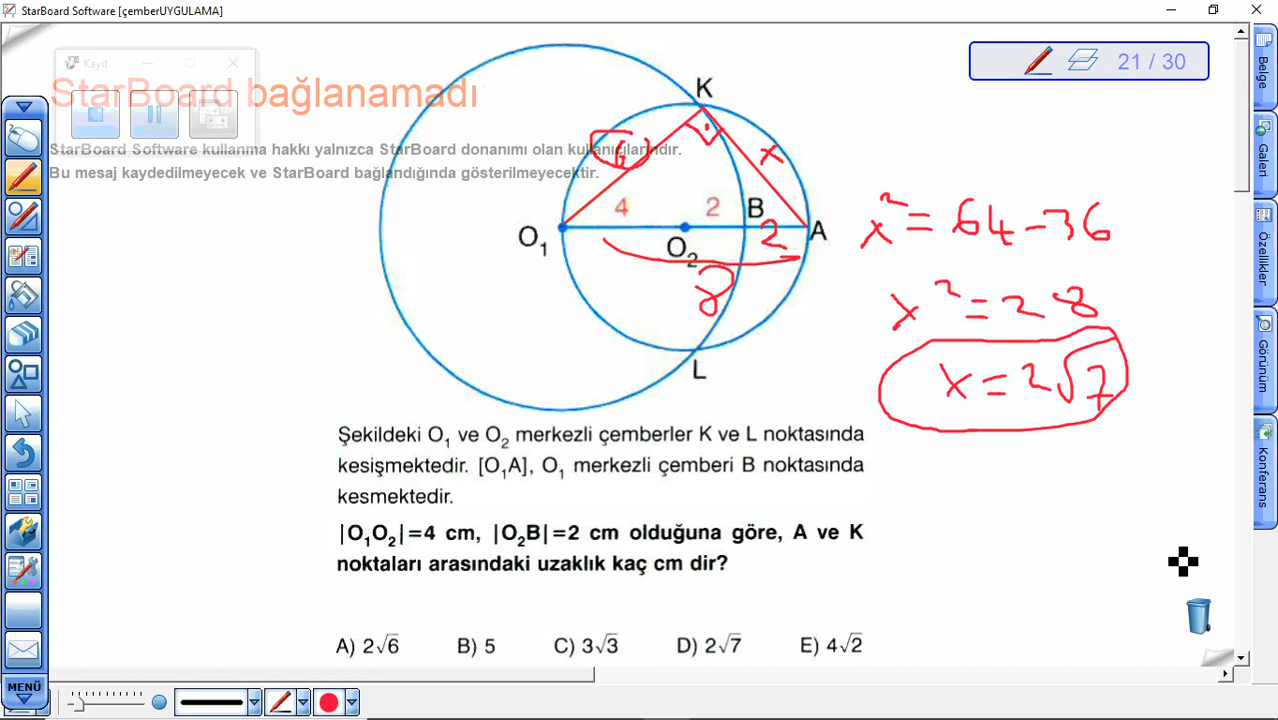 StarBoard Software [çemberUYGULAMA]
Kayıt
StarBoard bağlanamadı
StarBoard Software kullanma hakkı yalnızca StarBoard donanımı olan kullanıcılarındır.
Bu mesaj kaydedilmeyecek ve StarBoard bağlandığında gösterilmeyecektir.
21 / 30
Belge
Galeri
Özellikler
Görünüm
Konferans
K
6
x
4
2
B
2
A
O₁
O₂
8
L
x² = 64 - 36
x² = 28
x = 2√7
Şekildeki O₁ ve O₂ merkezli çemberler K ve L noktasında
kesişmektedir. [O₁A], O₁ merkezli çemberi B noktasında
kesmektedir.
|O₁O₂|=4 cm, |O₂B|=2 cm olduğuna göre, A ve K
noktaları arasındaki uzaklık kaç cm dir?
A) 2√6 B) 5 C) 3√3 D) 2√7 E) 4√2
MENÜ